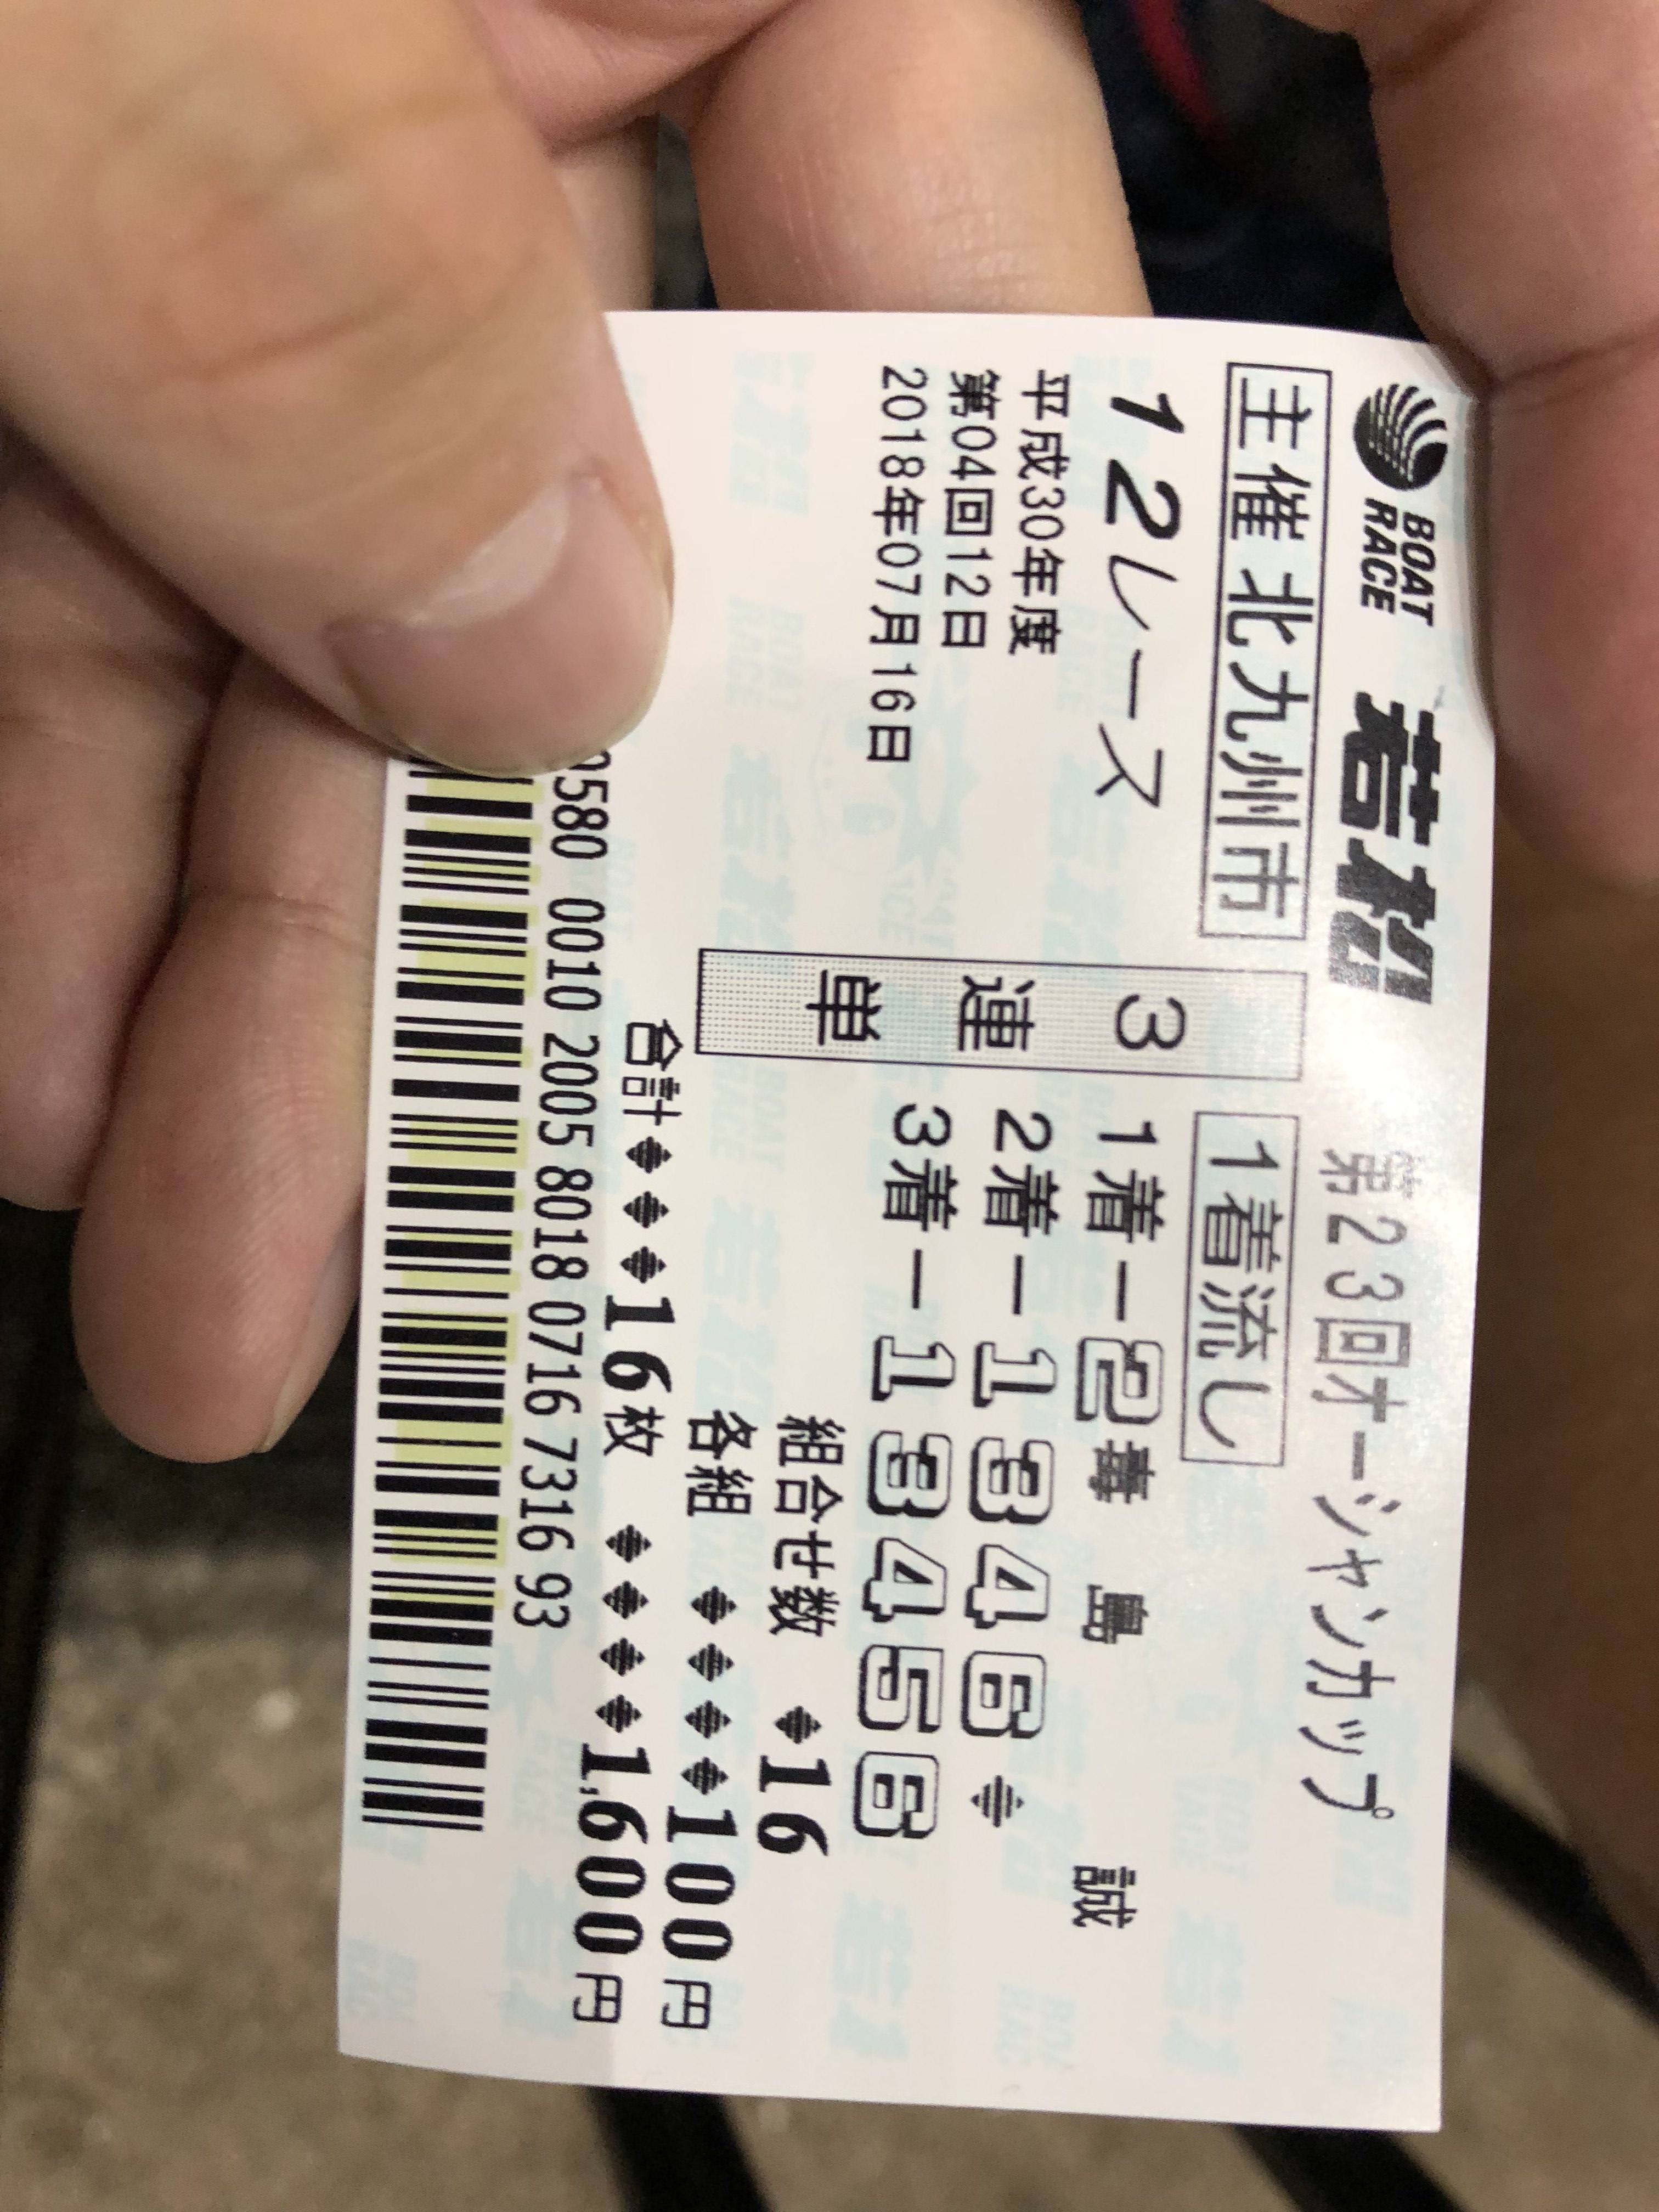 BOAT RACE 若松 第23回オーシャンカップ
主催 北九州市
12レース
平成30年度
第04回12日
2018年07月16日
3連単
1着流し
1着－2 毒島 誠
2着－1 3 4 6
3着－1 3 4 5 6
組合せ数 16
各組 100円
合計 16枚 1,600円
580 0010 2005 8018 0716 7316 93